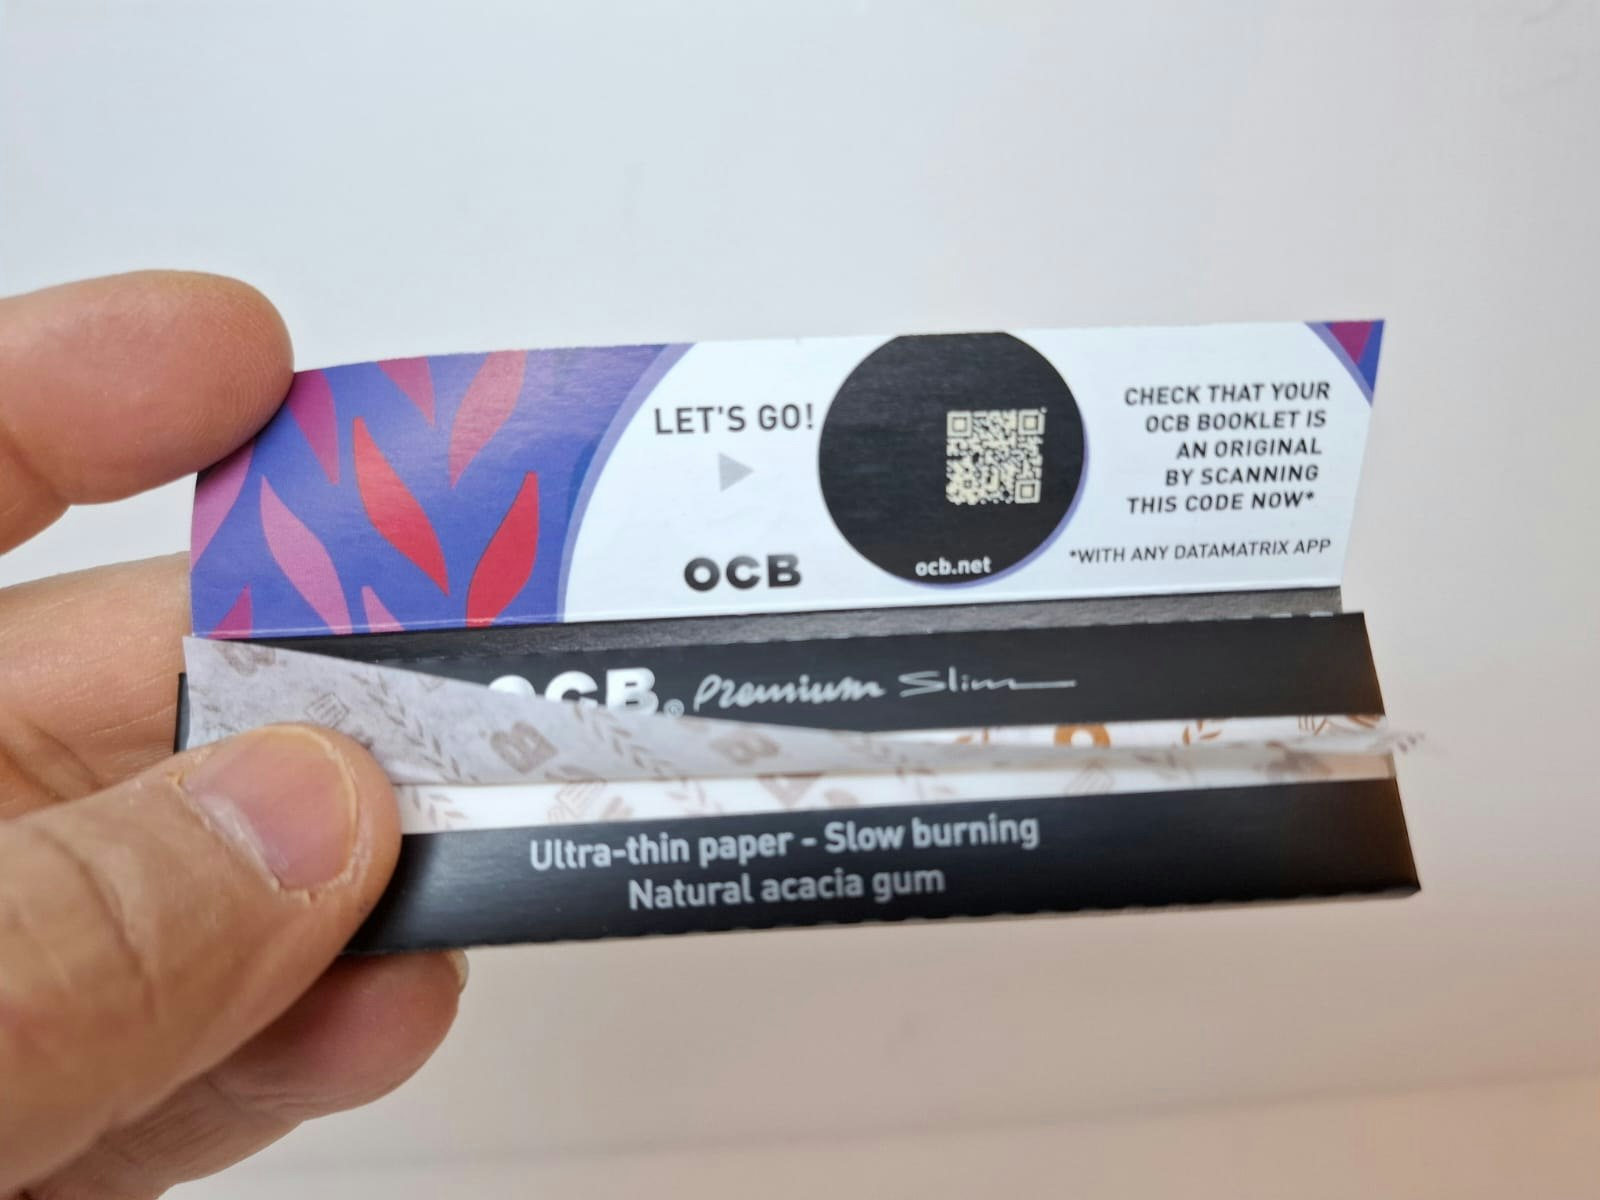 LET'S GO!
OCB
ocb.net
CHECK THAT YOUR
OCB BOOKLET IS
AN ORIGINAL
BY SCANNING
THIS CODE NOW*
*WITH ANY DATAMATRIX APP
OCB® Premium Slim
Ultra-thin paper - Slow burning
Natural acacia gum